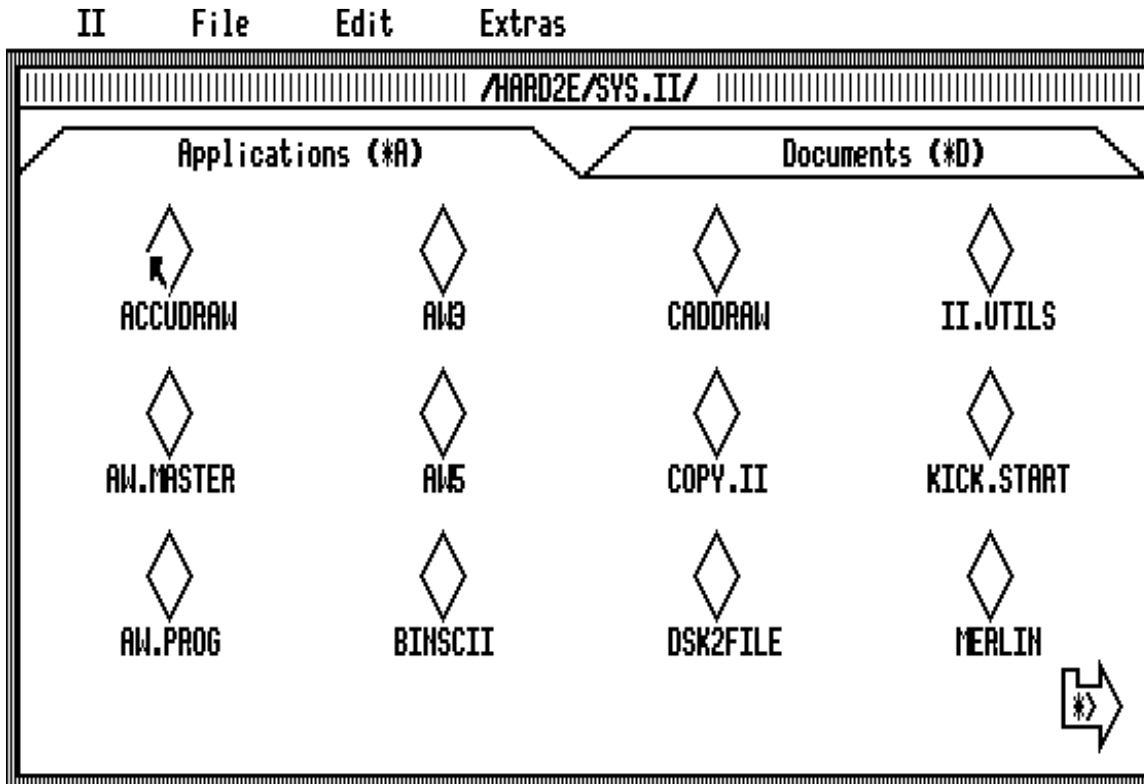 II File Edit Extras
/HARD2E/SYS.II/
Applications (*A) Documents (*D)
ACCUDRAW AW3 CADDRAW II.UTILS
AW.MASTER AW5 COPY.II KICK.START
AW.PROG BINSCII DSK2FILE MERLIN
*>